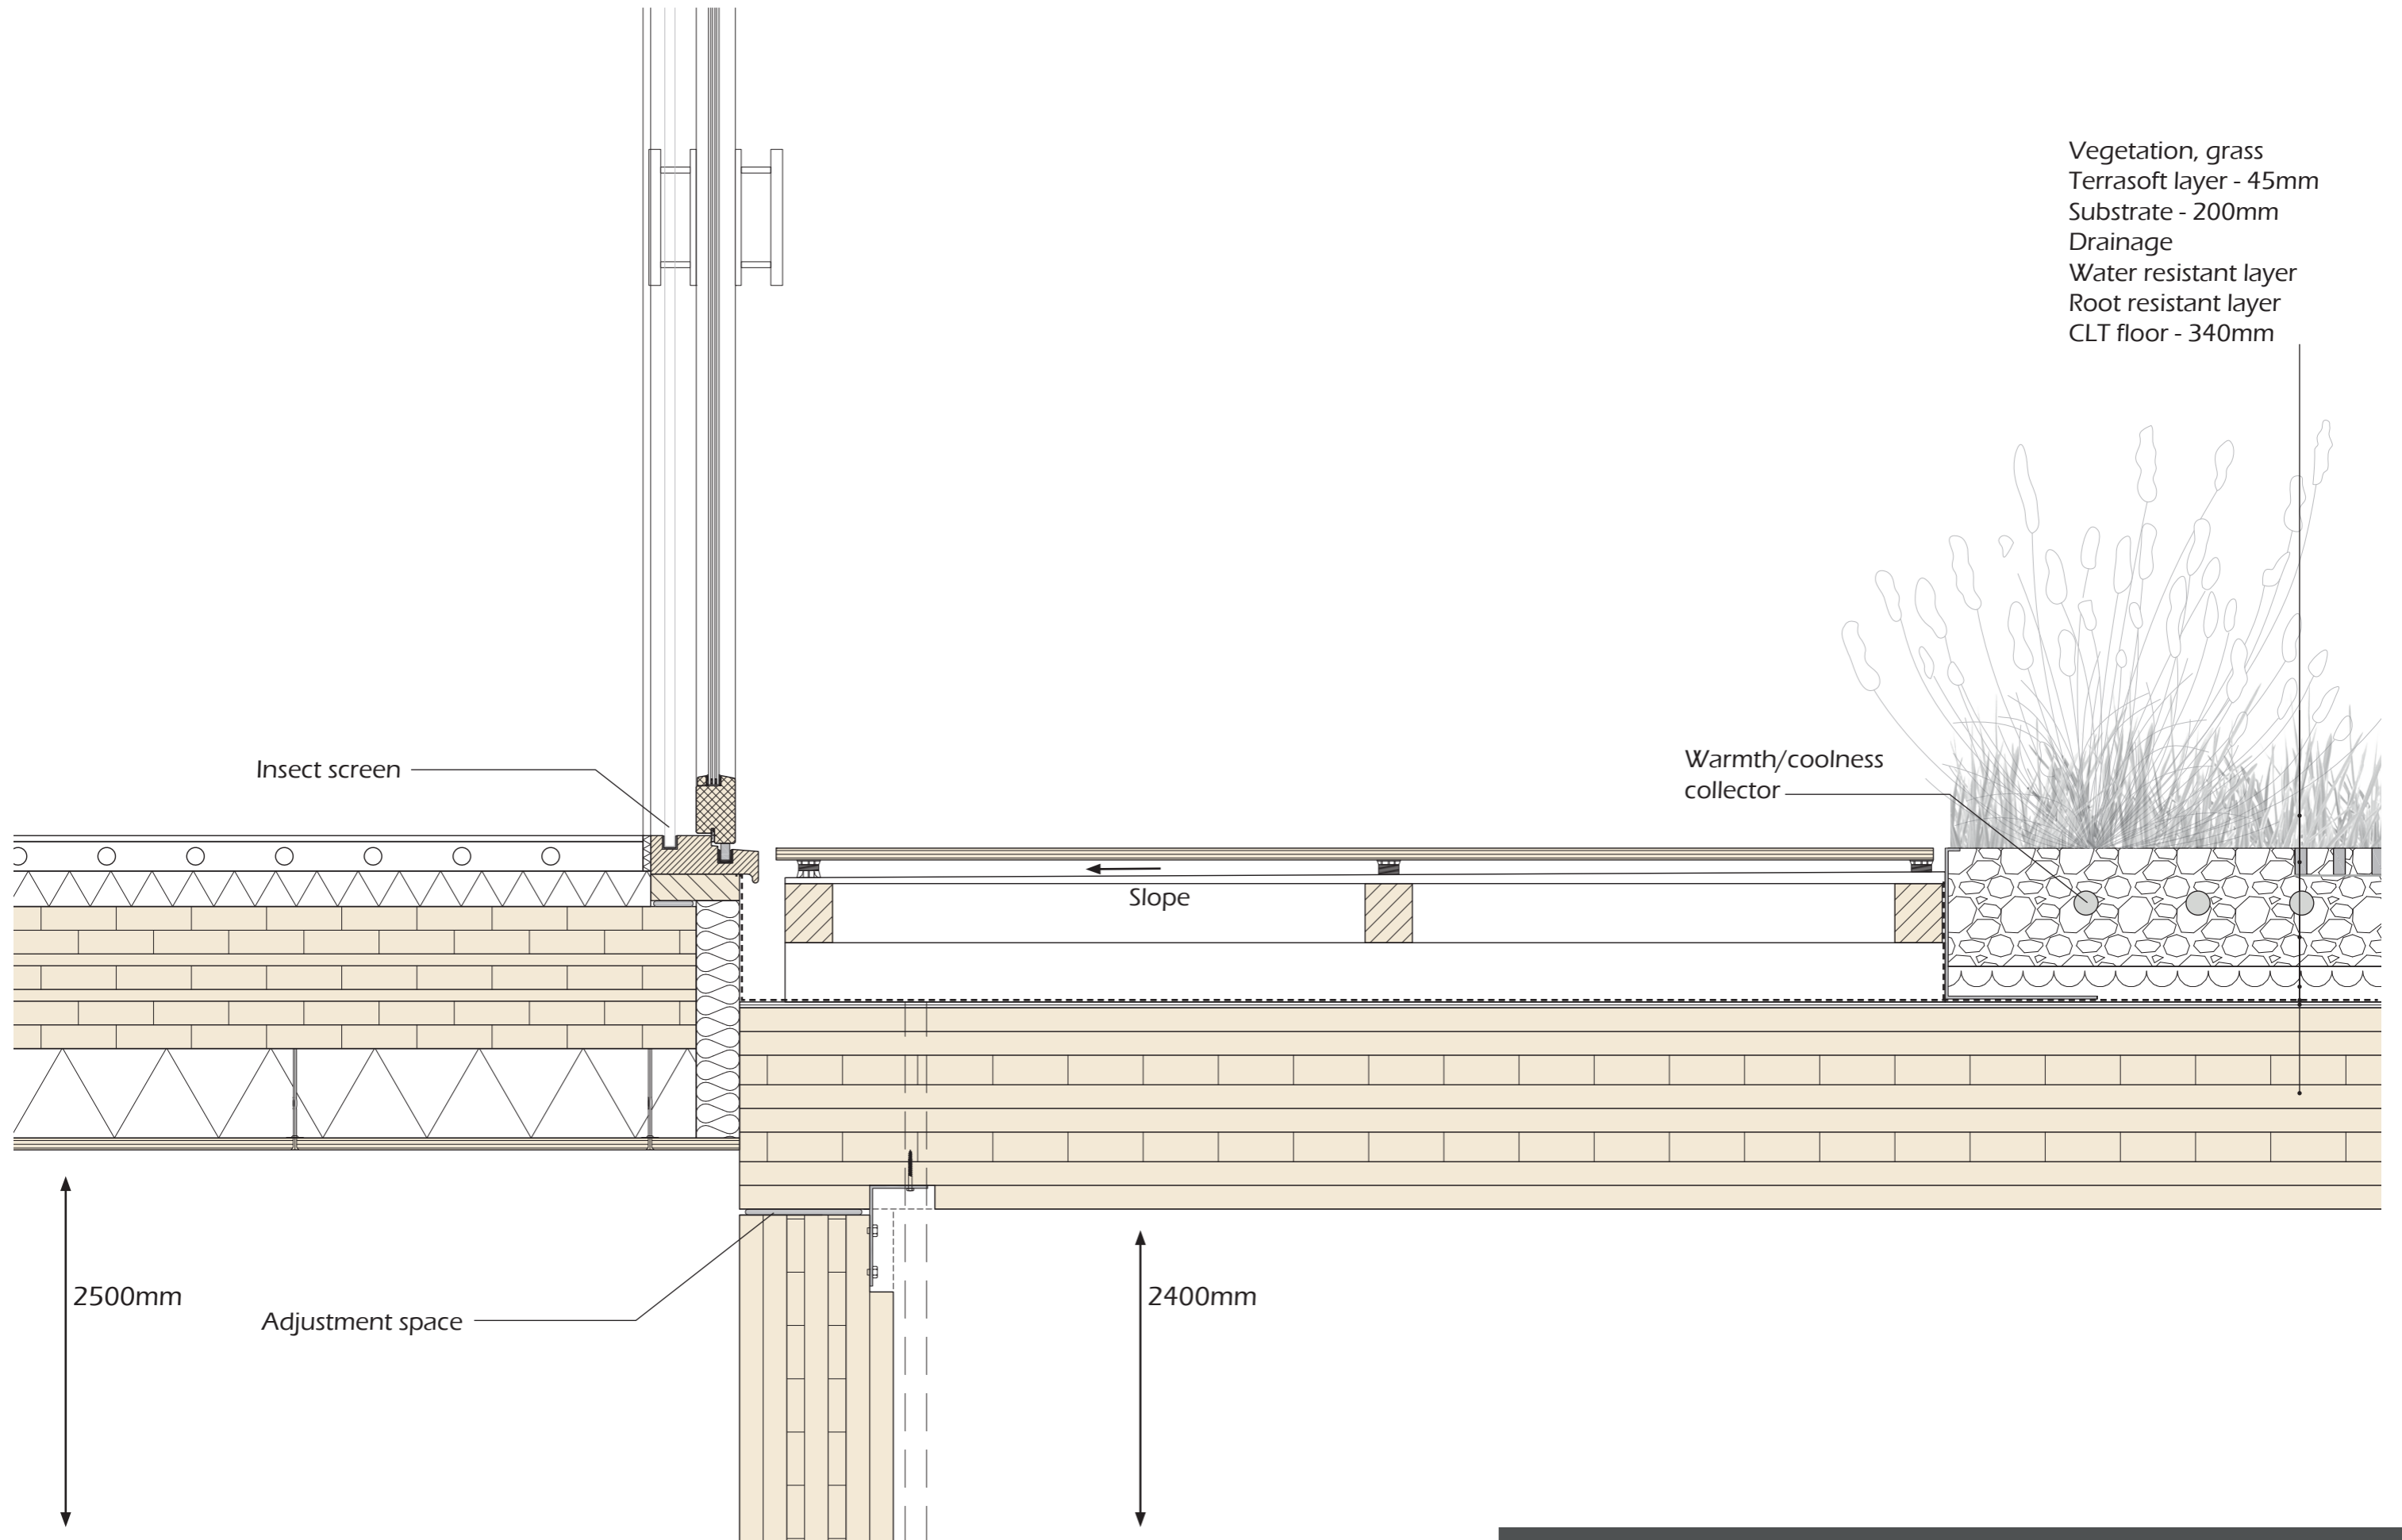 Vegetation, grass
Terrasoft layer - 45mm
Substrate - 200mm
Drainage
Water resistant layer
Root resistant layer
CLT floor - 340mm
Insect screen
Warmth/coolness
collector
Slope
2500mm
Adjustment space
2400mm